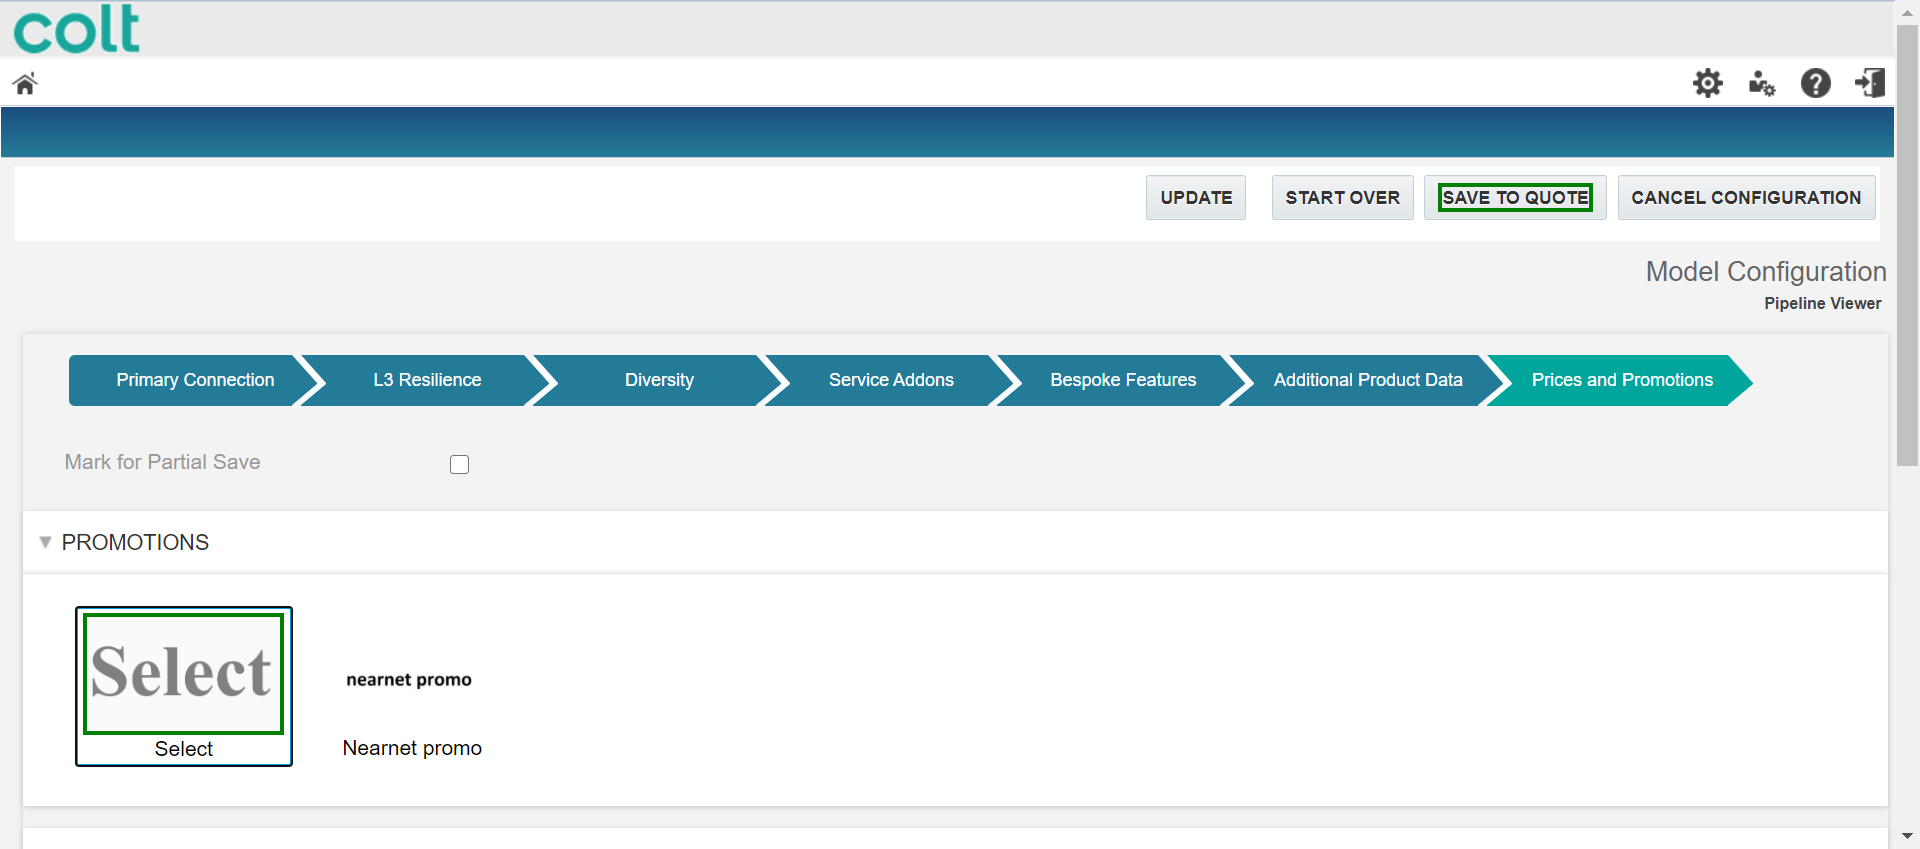 colt
UPDATE START OVER SAVE TO QUOTE CANCEL CONFIGURATION
Model Configuration
Pipeline Viewer
Primary Connection L3 Resilience Diversity Service Addons Bespoke Features Additional Product Data Prices and Promotions
Mark for Partial Save
PROMOTIONS
Select
nearnet promo
Select
Nearnet promo